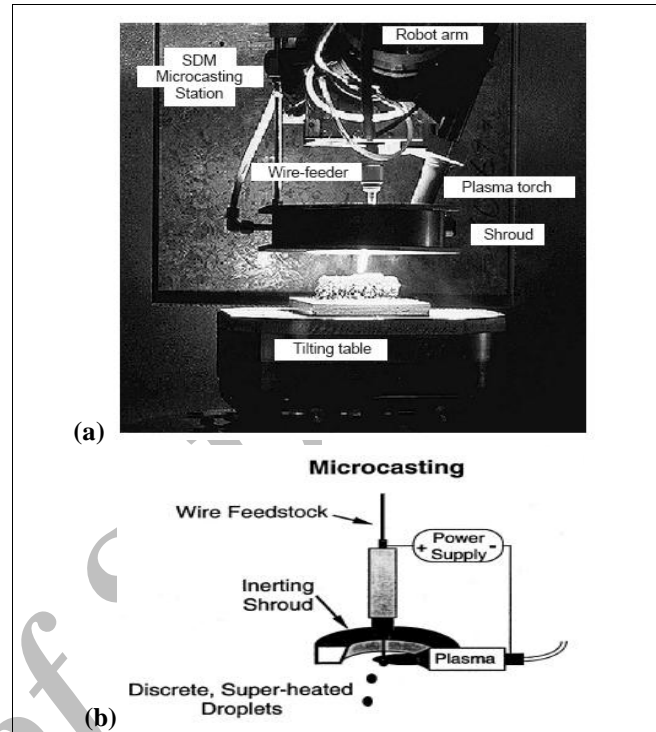 Robot arm
SDM
Microcasting
Station
Wire-feeder
Plasma torch
Shroud
Tilting table
(a)
Microcasting
Wire Feedstock
+ Power -
Supply
Inerting
Shroud
Plasma
Discrete, Super-heated
Droplets
(b)
of